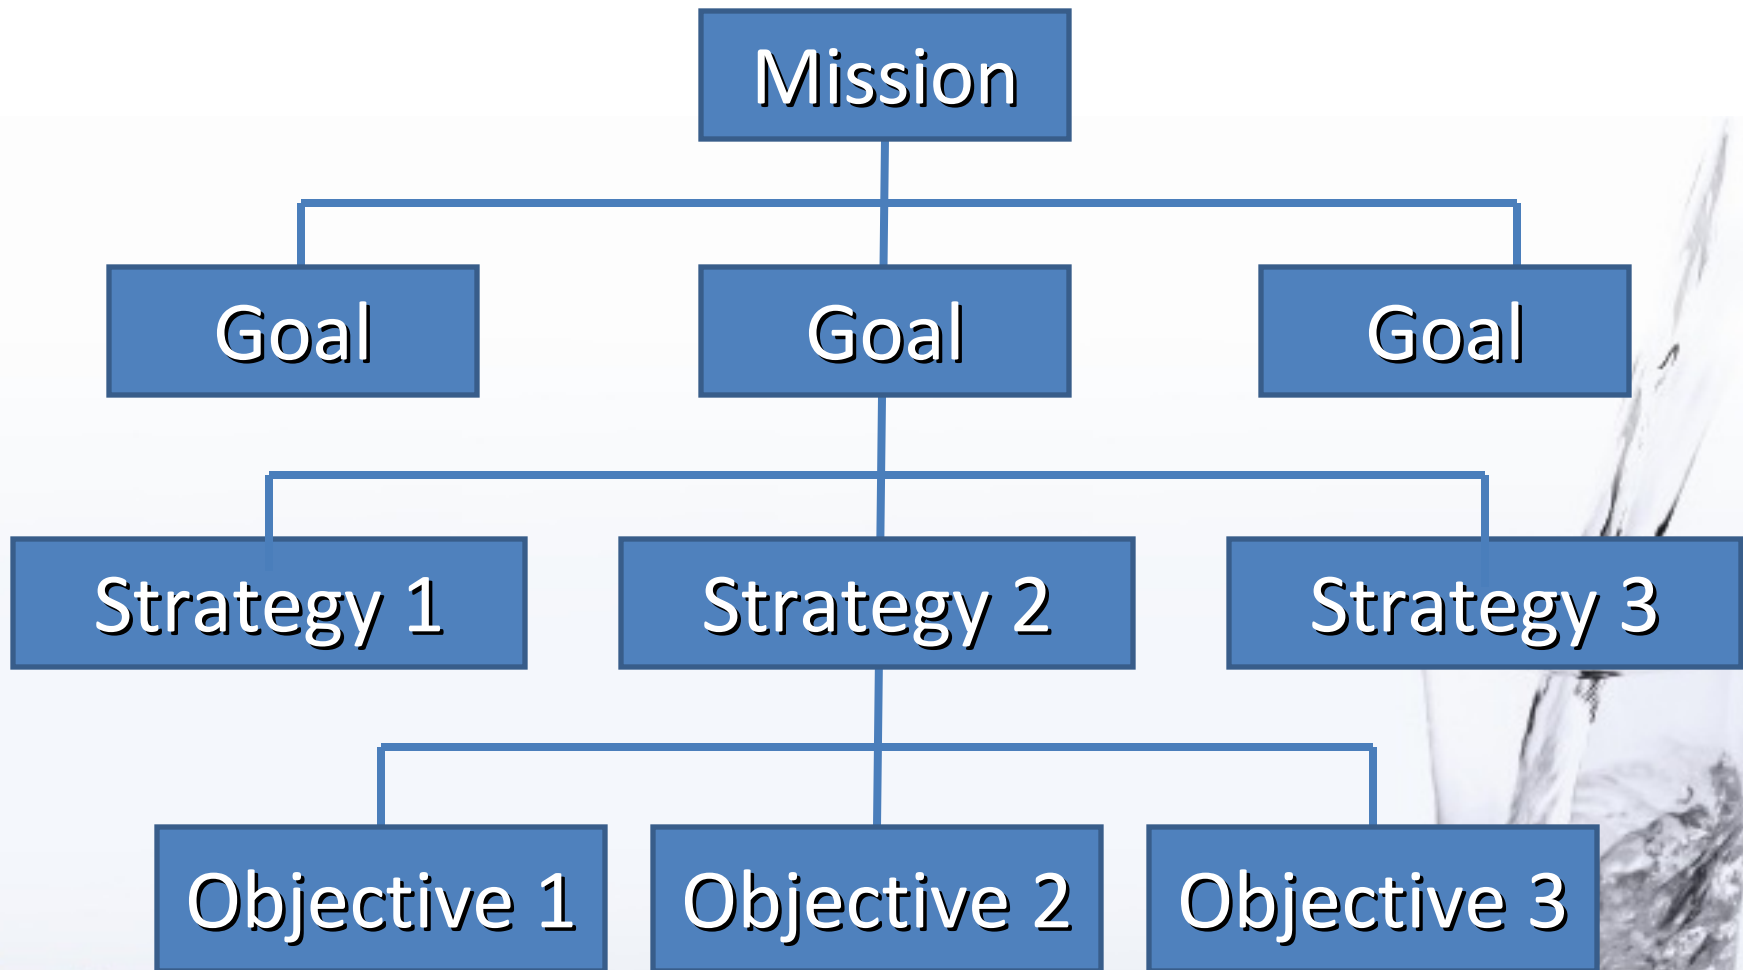 Mission
Goal
Goal
Goal
Strategy 1
Strategy 2
Strategy 3
Objective 1
Objective 2
Objective 3